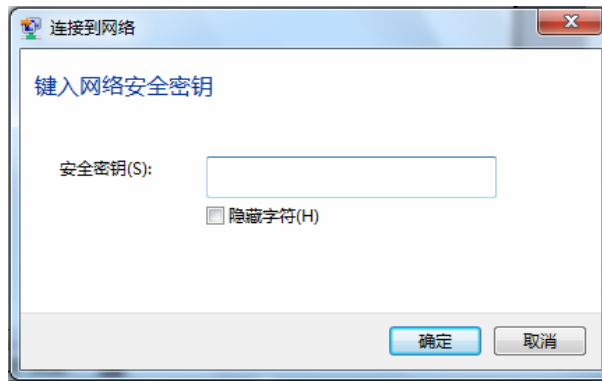 连接到网络
键入网络安全密钥
安全密钥(S):
隐藏字符(H)
确定
取消